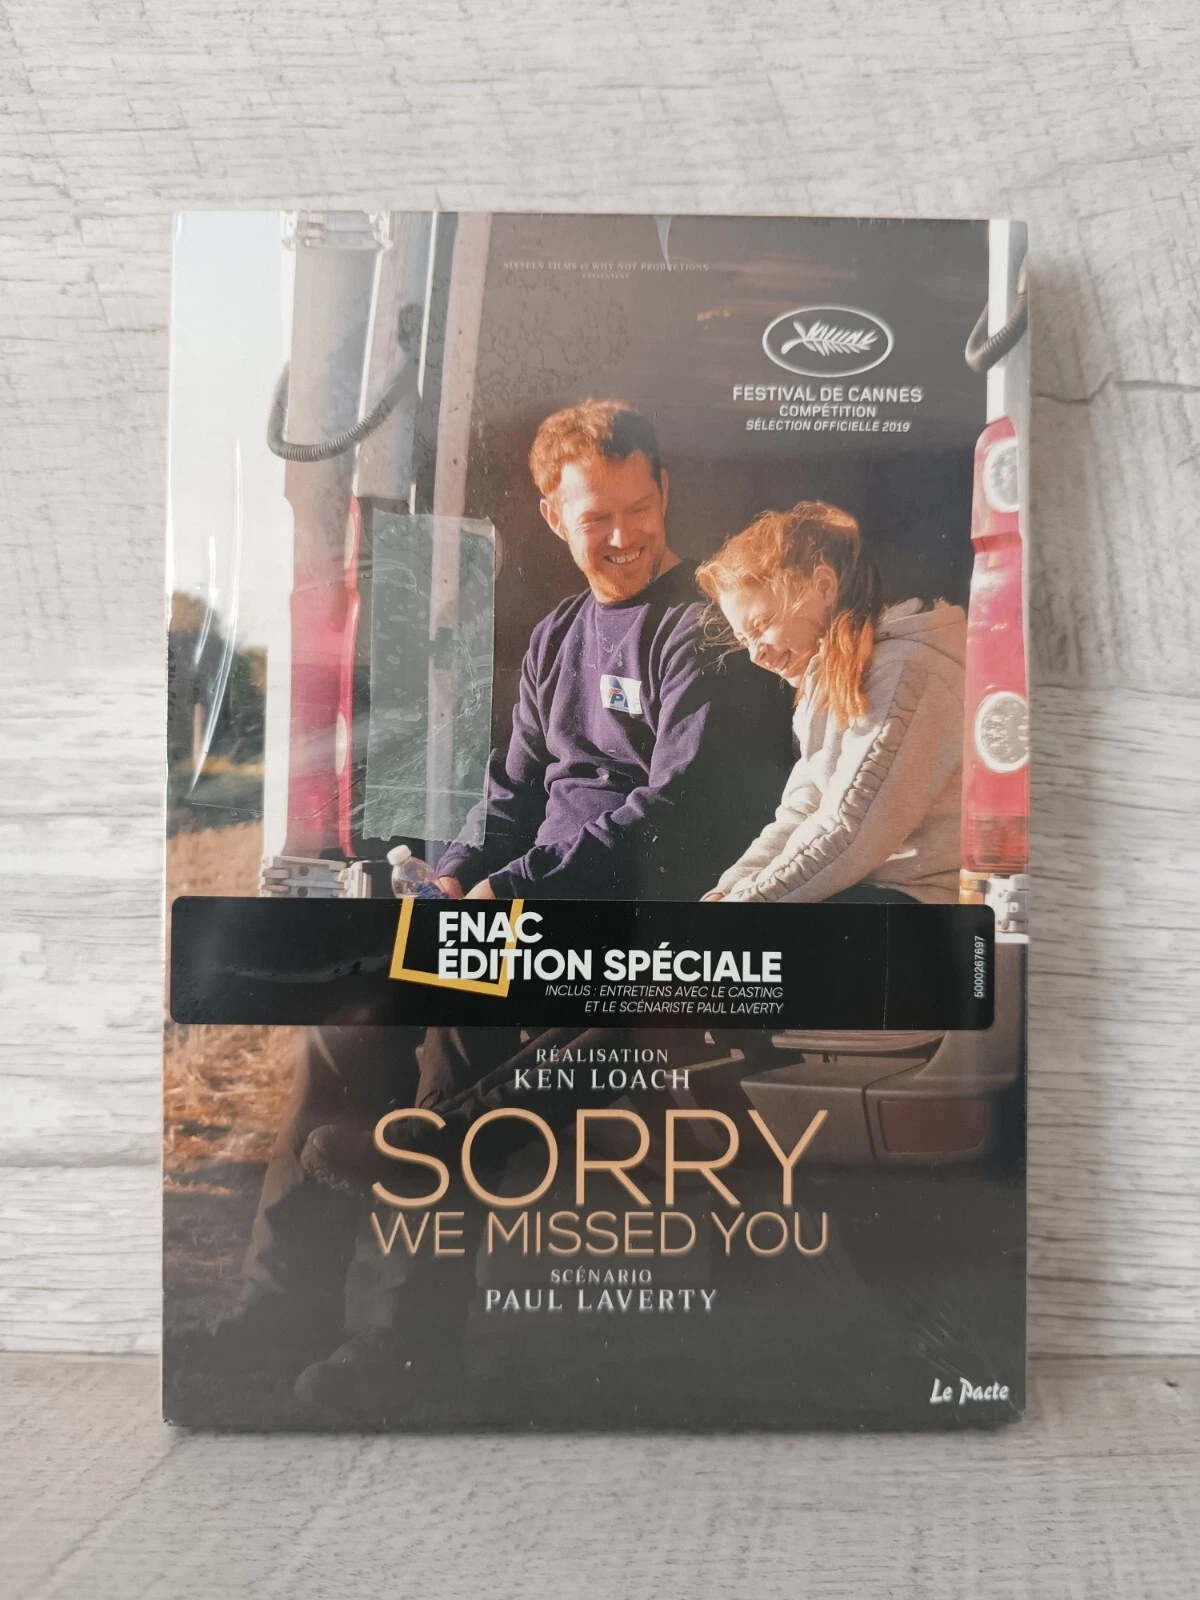 SIXTEEN FILMS et WHY NOT PRODUCTIONS
PRÉSENTENT
FESTIVAL DE CANNES
COMPÉTITION
SÉLECTION OFFICIELLE 2019
FNAC
ÉDITION SPÉCIALE
INCLUS : ENTRETIENS AVEC LE CASTING
ET LE SCÉNARISTE PAUL LAVERTY
5000267697
RÉALISATION
KEN LOACH
SORRY
WE MISSED YOU
SCÉNARIO
PAUL LAVERTY
Le Pacte